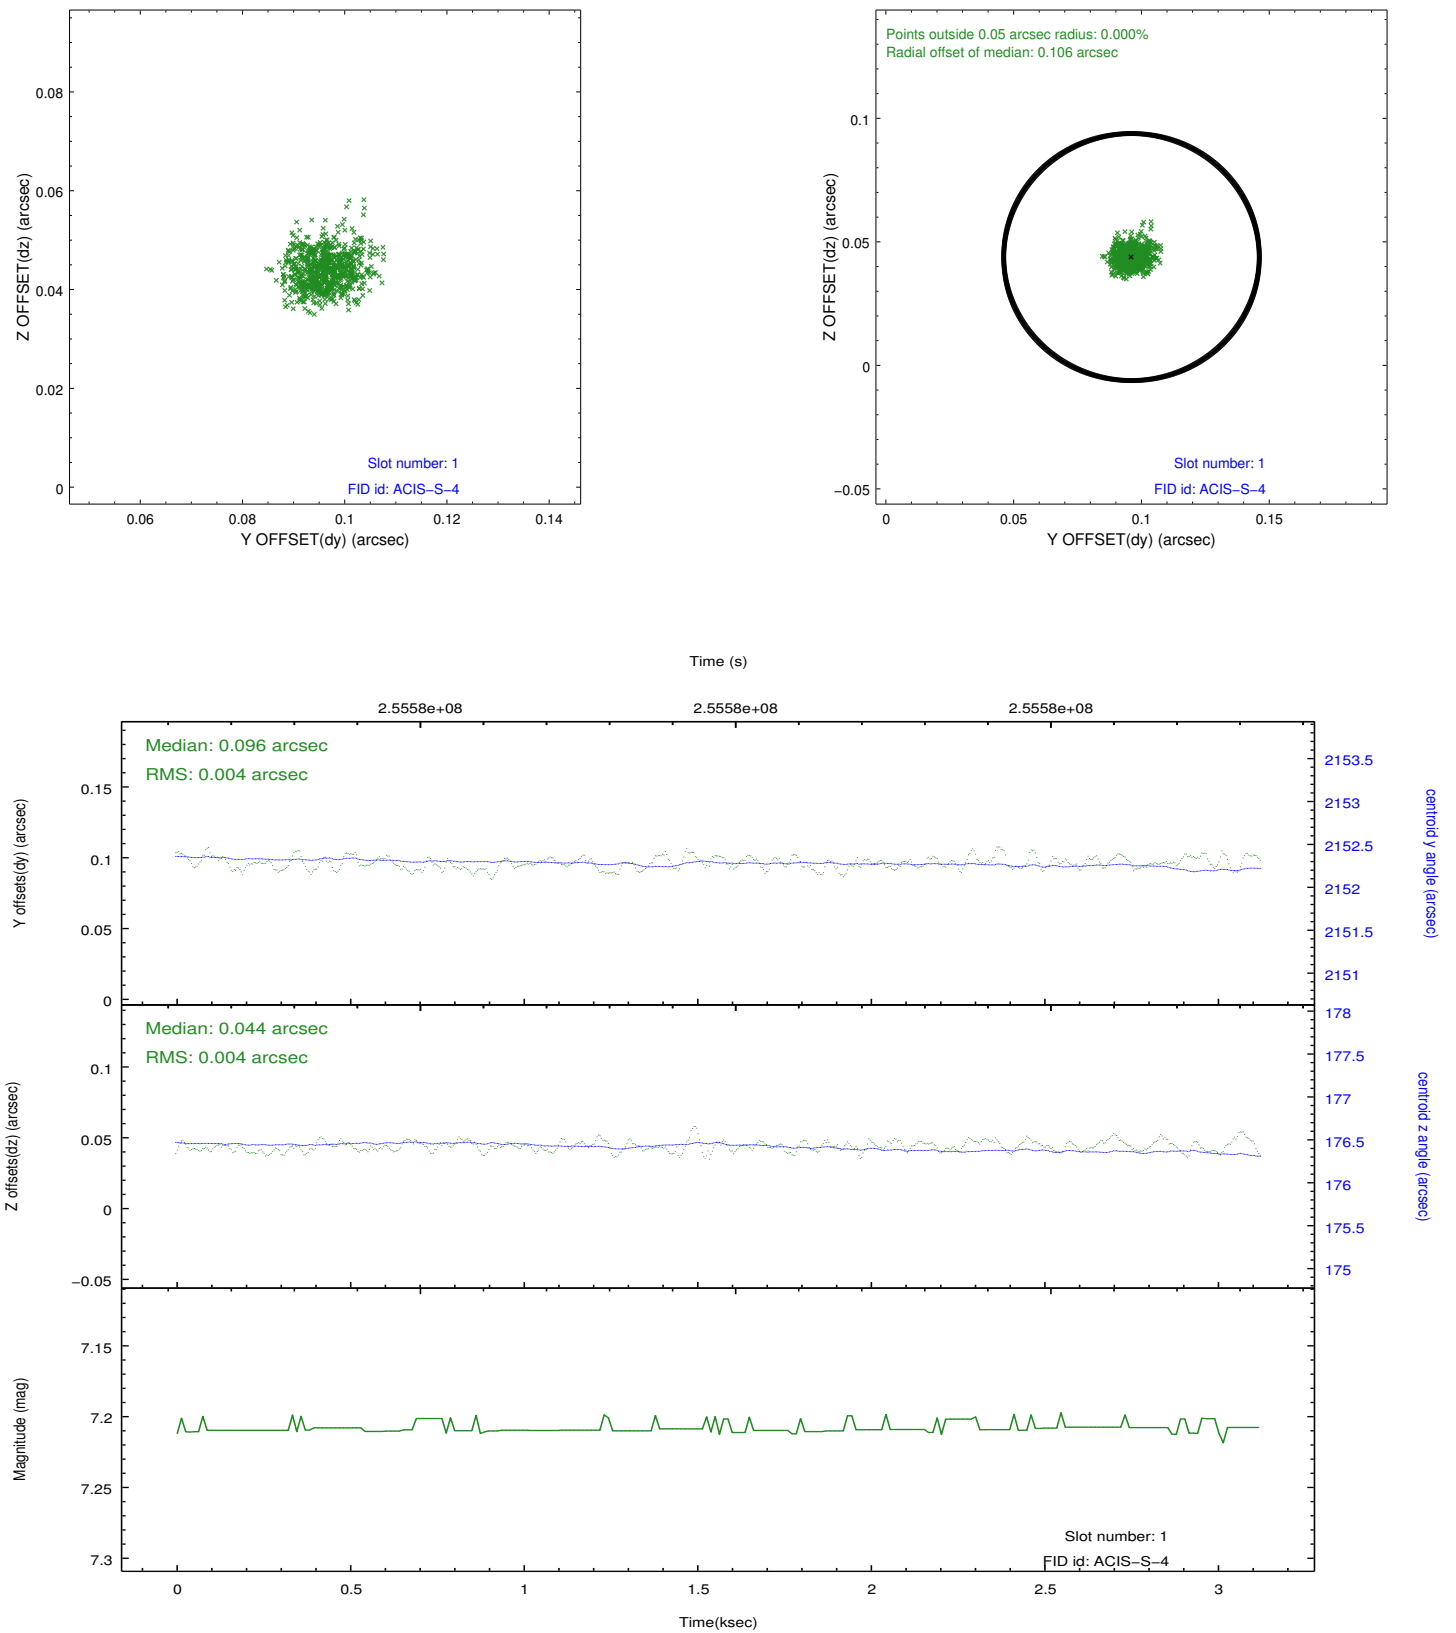 0.08
0.06
0.04
0.02
0
0.06
0.08
0.1
0.12
0.14
Z OFFSET(dz) (arcsec)
Y OFFSET(dy) (arcsec)
Slot number: 1
FID id: ACIS−S−4
Points outside 0.05 arcsec radius: 0.000%
Radial offset of median: 0.106 arcsec
0.1
0.05
0
−0.05
0
0.05
0.1
0.15
Z OFFSET(dz) (arcsec)
Y OFFSET(dy) (arcsec)
Slot number: 1
FID id: ACIS−S−4
Time (s)
2.5558e+08
2.5558e+08
2.5558e+08
Median: 0.096 arcsec
RMS: 0.004 arcsec
0.15
0.1
0.05
0
Y offsets(dy) (arcsec)
2153.5
2153
2152.5
2152
2151.5
2151
centroid y angle (arcsec)
Median: 0.044 arcsec
RMS: 0.004 arcsec
0.1
0.05
0
−0.05
Z offsets(dz) (arcsec)
178
177.5
177
176.5
176
175.5
175
centroid z angle (arcsec)
7.15
7.2
7.25
7.3
Magnitude (mag)
Slot number: 1
FID id: ACIS−S−4
0
0.5
1
1.5
2
2.5
3
Time(ksec)